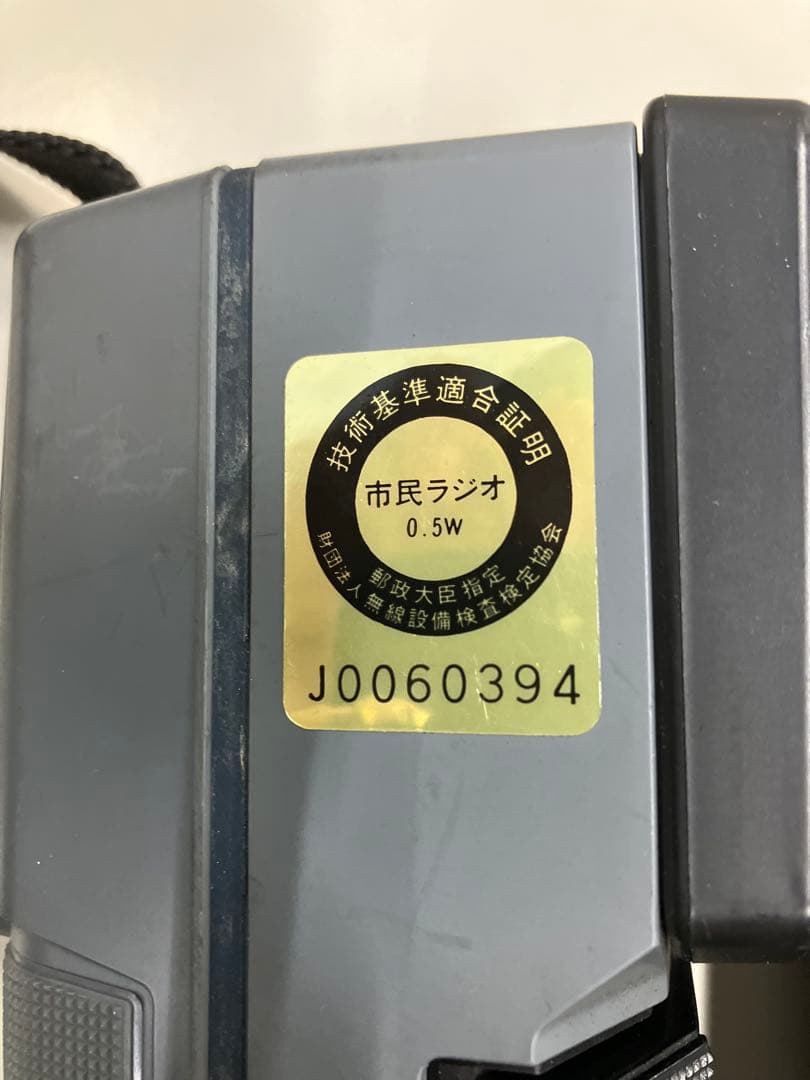 技術基準適合証明
市民ラジオ
0.5W
郵政大臣指定
財団法人無線設備検査検定協会
J0060394